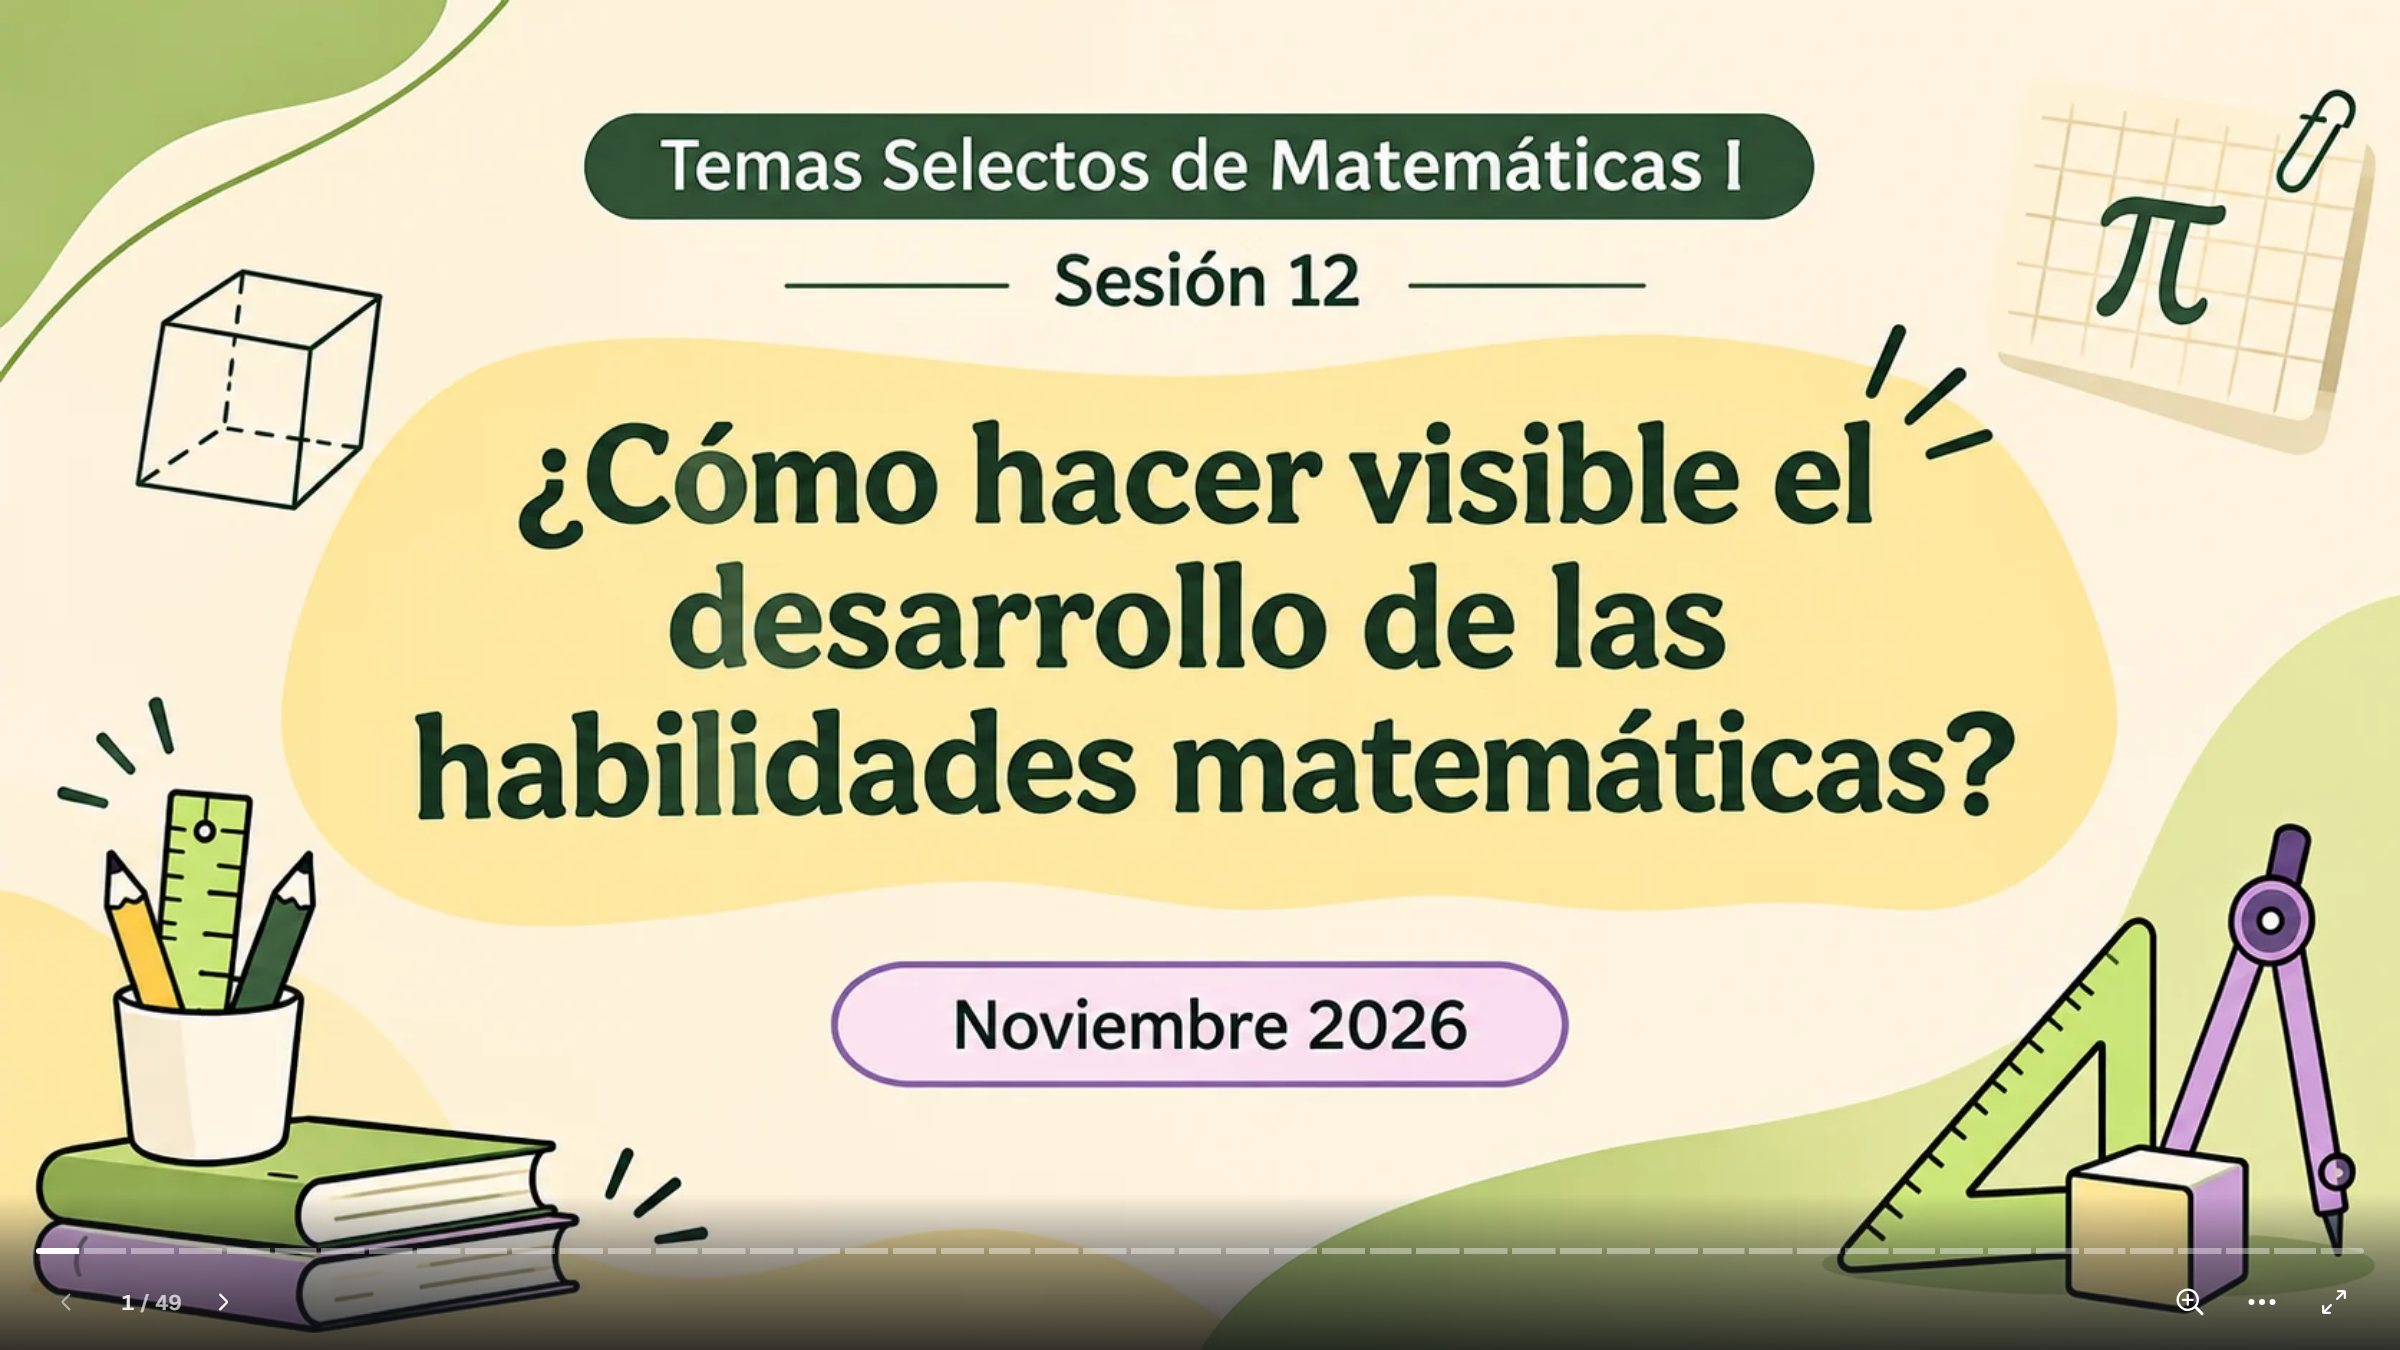 Temas Selectos de Matemáticas I
Sesión 12
π
¿Cómo hacer visible el
desarrollo de las
habilidades matemáticas?
Noviembre 2026
1 / 49